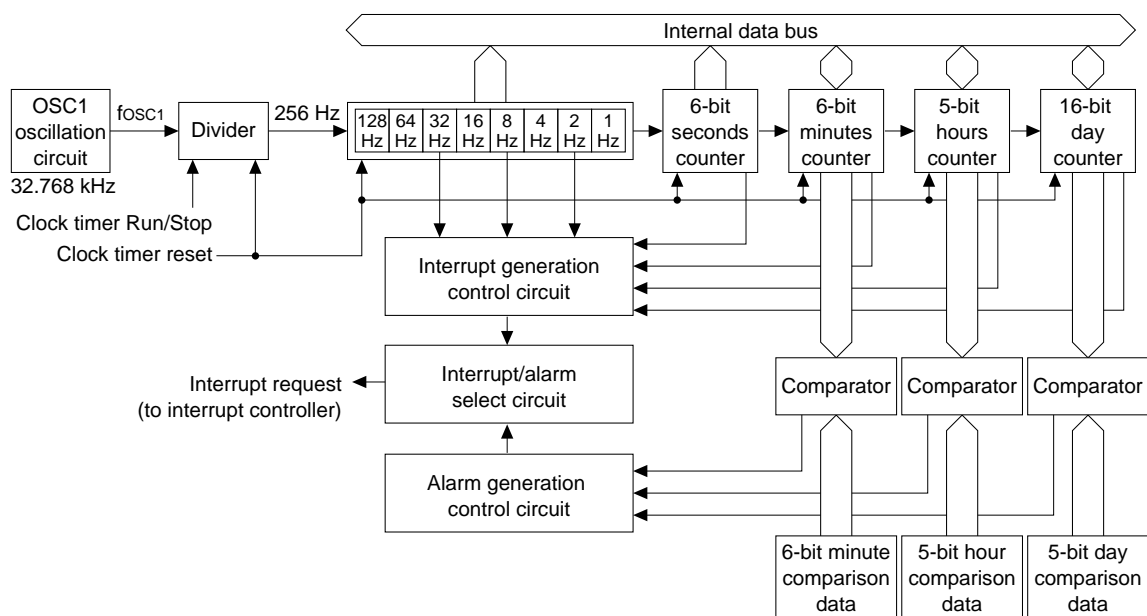 Internal data bus
OSC1
oscillation
circuit
32.768 kHz
fOSC1
Divider
256 Hz
128
Hz
64
Hz
32
Hz
16
Hz
8
Hz
4
Hz
2
Hz
1
Hz
6-bit
seconds
counter
6-bit
minutes
counter
5-bit
hours
counter
16-bit
day
counter
Clock timer Run/Stop
Clock timer reset
Interrupt generation
control circuit
Interrupt request
(to interrupt controller)
Interrupt/alarm
select circuit
Comparator
Comparator
Comparator
Alarm generation
control circuit
6-bit minute
comparison
data
5-bit hour
comparison
data
5-bit day
comparison
data